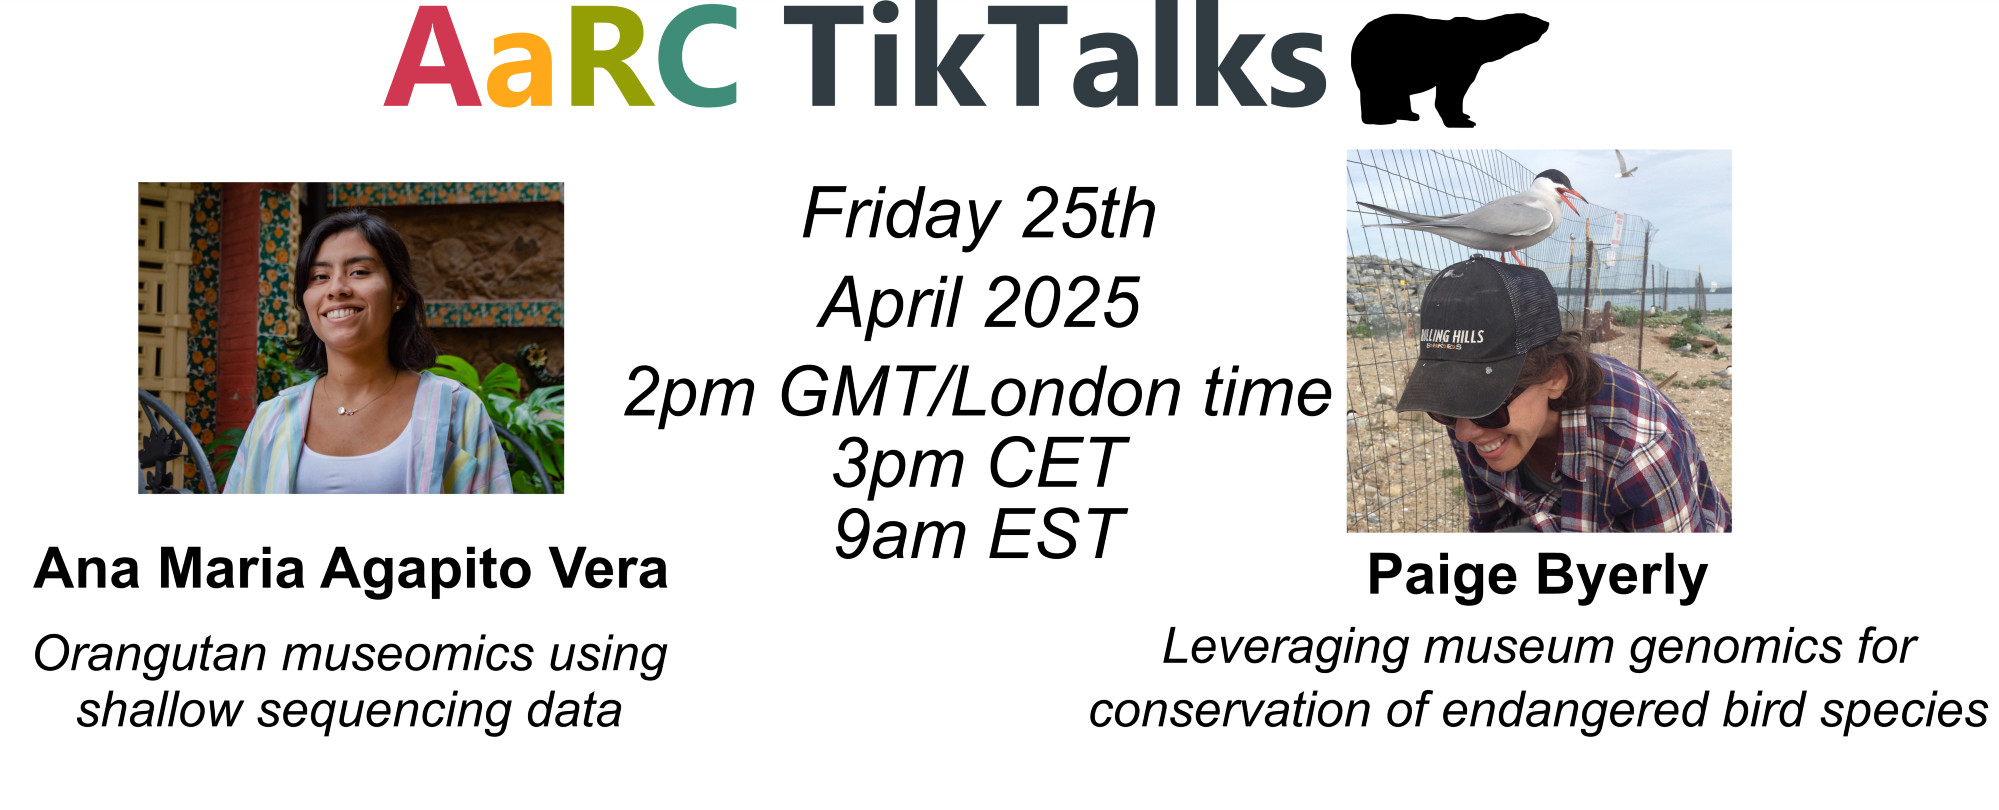 AaRC TikTalks
Friday 25th
April 2025
2pm GMT/London time
3pm CET
9am EST
Ana Maria Agapito Vera
Orangutan museomics using
shallow sequencing data
HILLS
Paige Byerly
Leveraging museum genomics for
conservation of endangered bird species